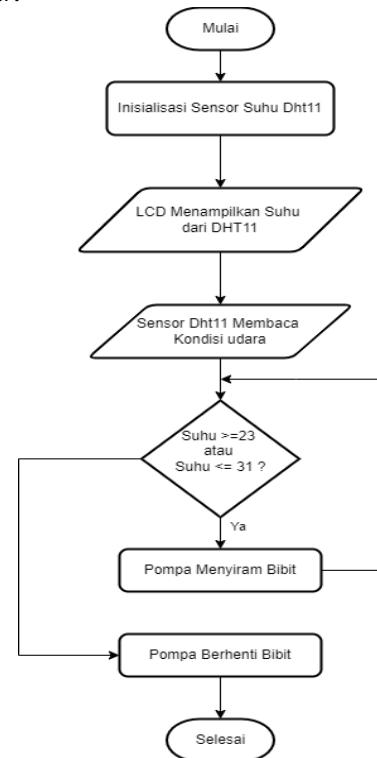 Mulai
Inisialisasi Sensor Suhu Dht11
LCD Menampilkan Suhu
dari DHT11
Sensor Dht11 Membaca
Kondisi udara
Suhu >=23
atau
Suhu <= 31 ?
Ya
Pompa Menyiram Bibit
Pompa Berhenti Bibit
Selesai